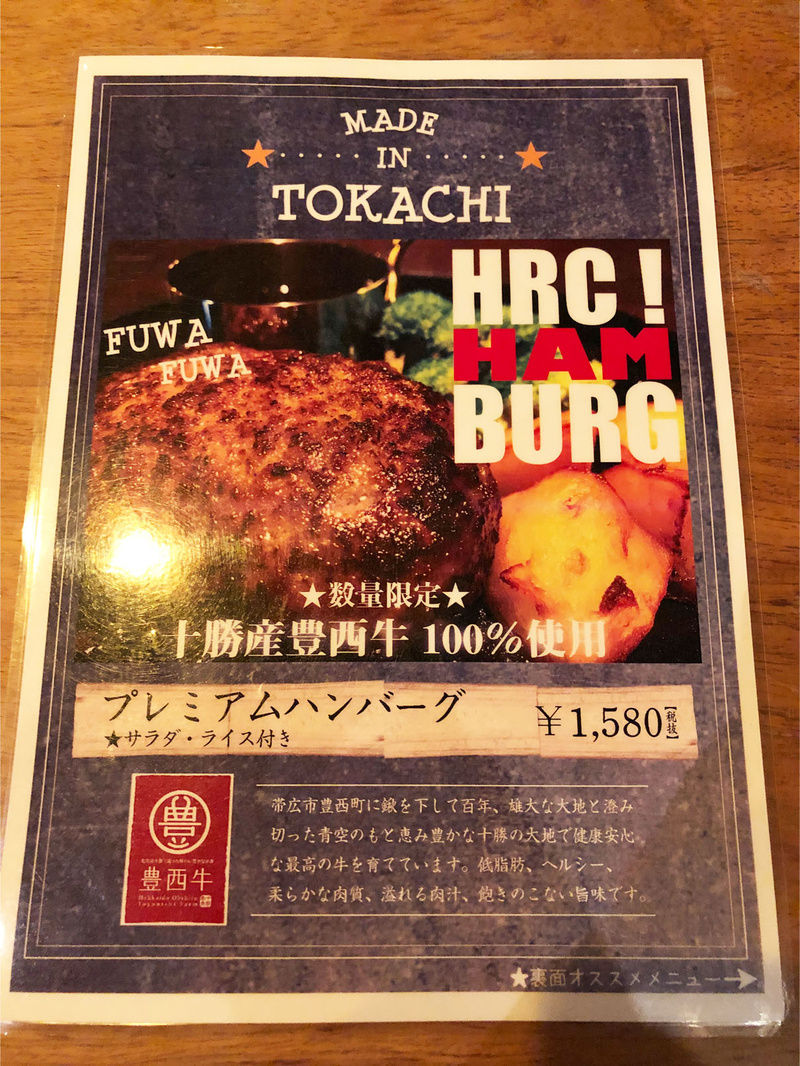 MADE
IN
TOKACHI
HRC!
HAM
BURG
FUWA
FUWA
★数量限定★
十勝産豊西牛 100%使用
プレミアムハンバーグ
★サラダ・ライス付き
¥1,580【税抜】
帯広市豊西町に鍬を下して百年、雄大な大地と澄み
切った青空のもと恵み豊かな十勝の大地で健康安心
な最高の牛を育てています。低脂肪、ヘルシー、
柔らかな肉質、溢れる肉汁、飽きのこない旨味です。
豊
豊西牛
Hokkaido Obihiro
Toyonishi Farm
★裏面オススメメニュー→